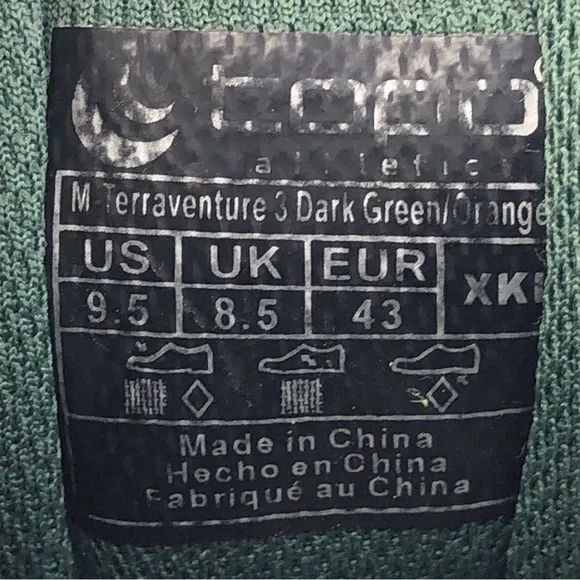 topo
athletic
M-Terraventure 3 Dark Green/Orange
US UK EUR
9.5 8.5 43
Made in China
Hecho en China
Fabriqué au China